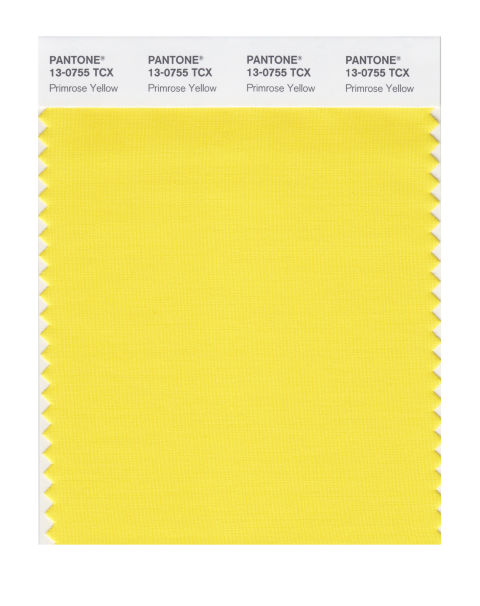 PANTONE® PANTONE® PANTONE® PANTONE®
13-0755 TCX 13-0755 TCX 13-0755 TCX 13-0755 TCX
Primrose Yellow Primrose Yellow Primrose Yellow Primrose Yellow